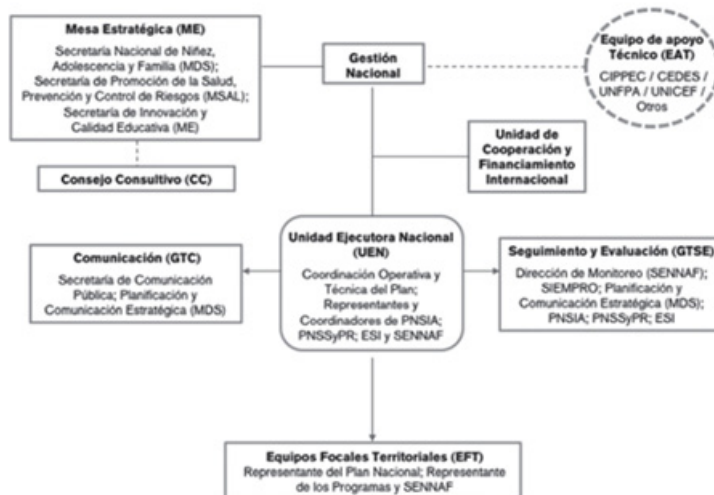 Mesa Estratégica (ME)
Secretaría Nacional de Niñez,
Adolescencia y Familia (MDS);
Secretaría de Promoción de la Salud,
Prevención y Control de Riesgos (MSAL);
Secretaría de Innovación y
Calidad Educativa (ME)
Consejo Consultivo (CC)
Gestión
Nacional
Equipo de apoyo
Técnico (EAT)
CIPPEC / CEDES /
UNFPA / UNICEF /
Otros
Unidad de
Cooperación y
Financiamiento
Internacional
Comunicación (GTC)
Secretaría de Comunicación
Pública; Planificación y
Comunicación Estratégica (MDS)
Unidad Ejecutora Nacional
(UEN)
Coordinación Operativa y
Técnica del Plan;
Representantes y
Coordinadores de PNSIA;
PNSSyPR; ESI y SENNAF
Seguimiento y Evaluación (GTSE)
Dirección de Monitoreo (SENNAF);
SIEMPRO; Planificación y
Comunicación Estratégica (MDS);
PNSIA; PNSSyPR; ESI
Equipos Focales Territoriales (EFT)
Representante del Plan Nacional; Representante
de los Programas y SENNAF